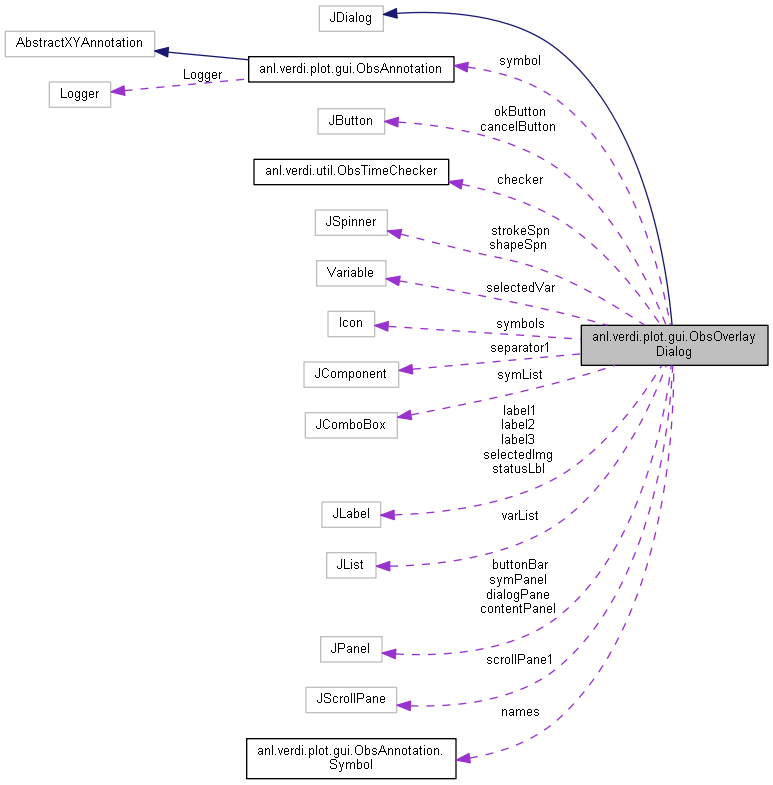 JDialog
AbstractXYAnnotation
anl.verdi.plot.gui.ObsAnnotation
symbol
Logger
Logger
JButton
okButton
cancelButton
anl.verdi.util.ObsTimeChecker
checker
JSpinner
strokeSpn
shapeSpn
Variable
selectedVar
Icon
symbols
anl.verdi.plot.gui.ObsOverlay
Dialog
separator1
JComponent
symList
JComboBox
label1
label2
label3
selectedImg
statusLbl
JLabel
varList
JList
buttonBar
symPanel
dialogPane
contentPanel
JPanel
scrollPane1
JScrollPane
names
anl.verdi.plot.gui.ObsAnnotation.
Symbol